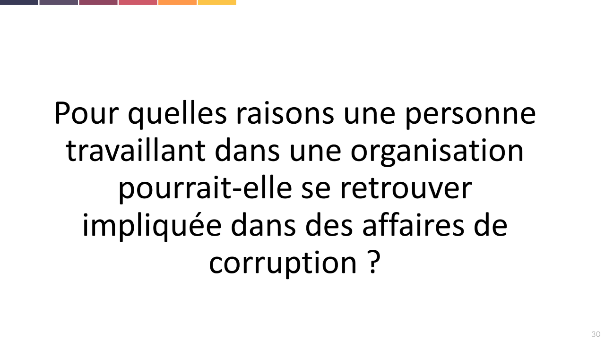 Pour quelles raisons une personne
travaillant dans une organisation
pourrait-elle se retrouver
impliquée dans des affaires de
corruption ?
30